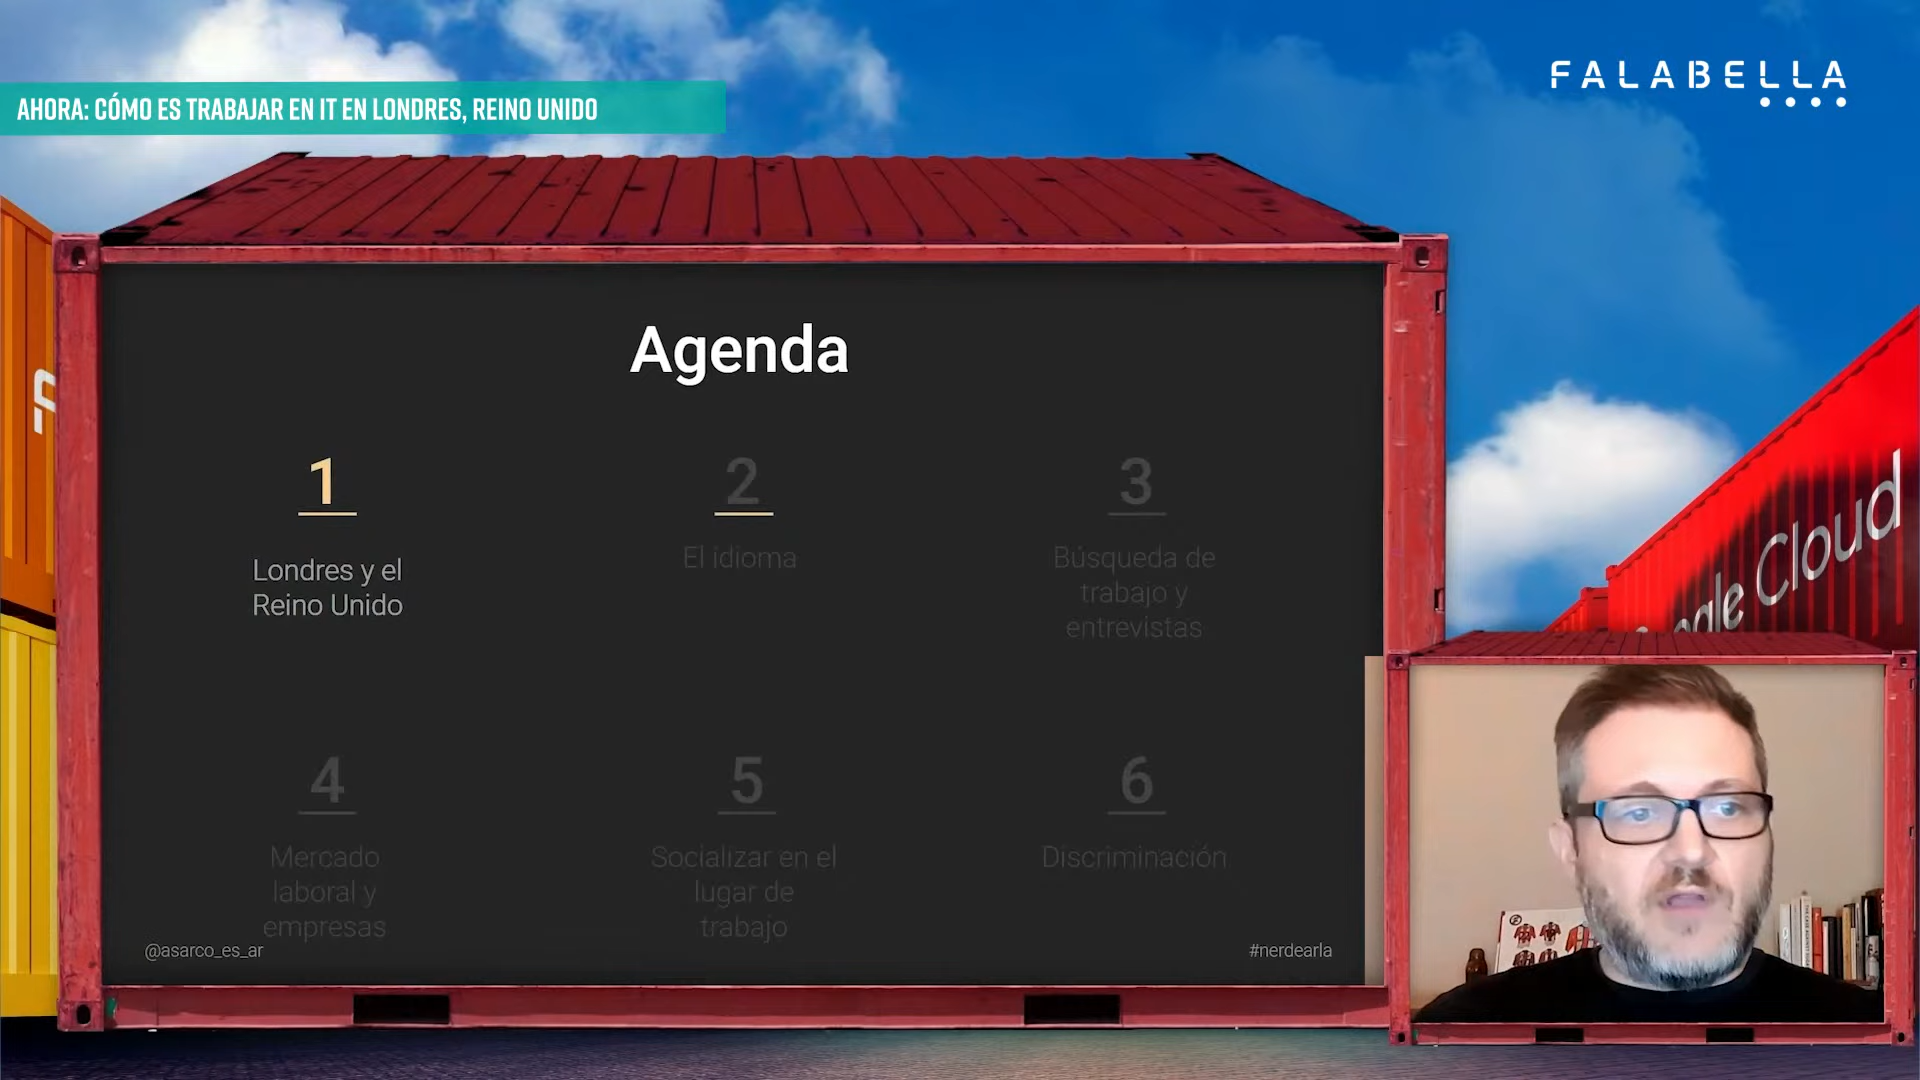 FALABELLA
AHORA: CÓMO ES TRABAJAR EN IT EN LONDRES, REINO UNIDO
Agenda
1
Londres y el
Reino Unido
2
El idioma
3
Búsqueda de
trabajo y
entrevistas
4
Mercado
laboral y
empresas
5
Socializar en el
lugar de
trabajo
6
Discriminación
@asarco_es_ar
#nerdearla
Cloud